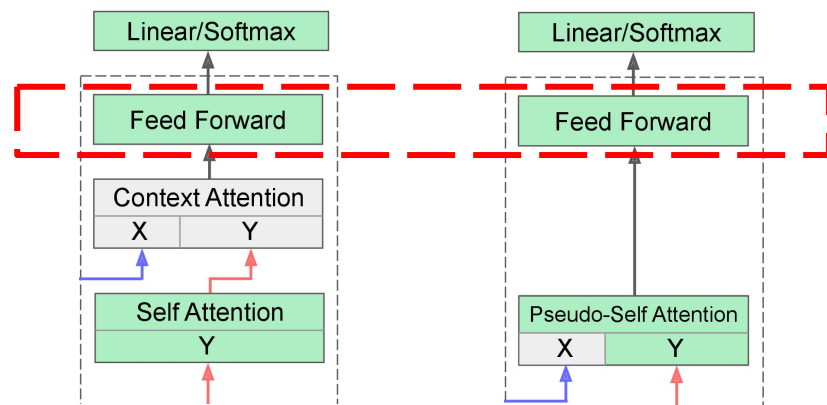 Linear/Softmax
Feed Forward
Context Attention
X Y
Self Attention
Y
Linear/Softmax
Feed Forward
Pseudo-Self Attention
X Y